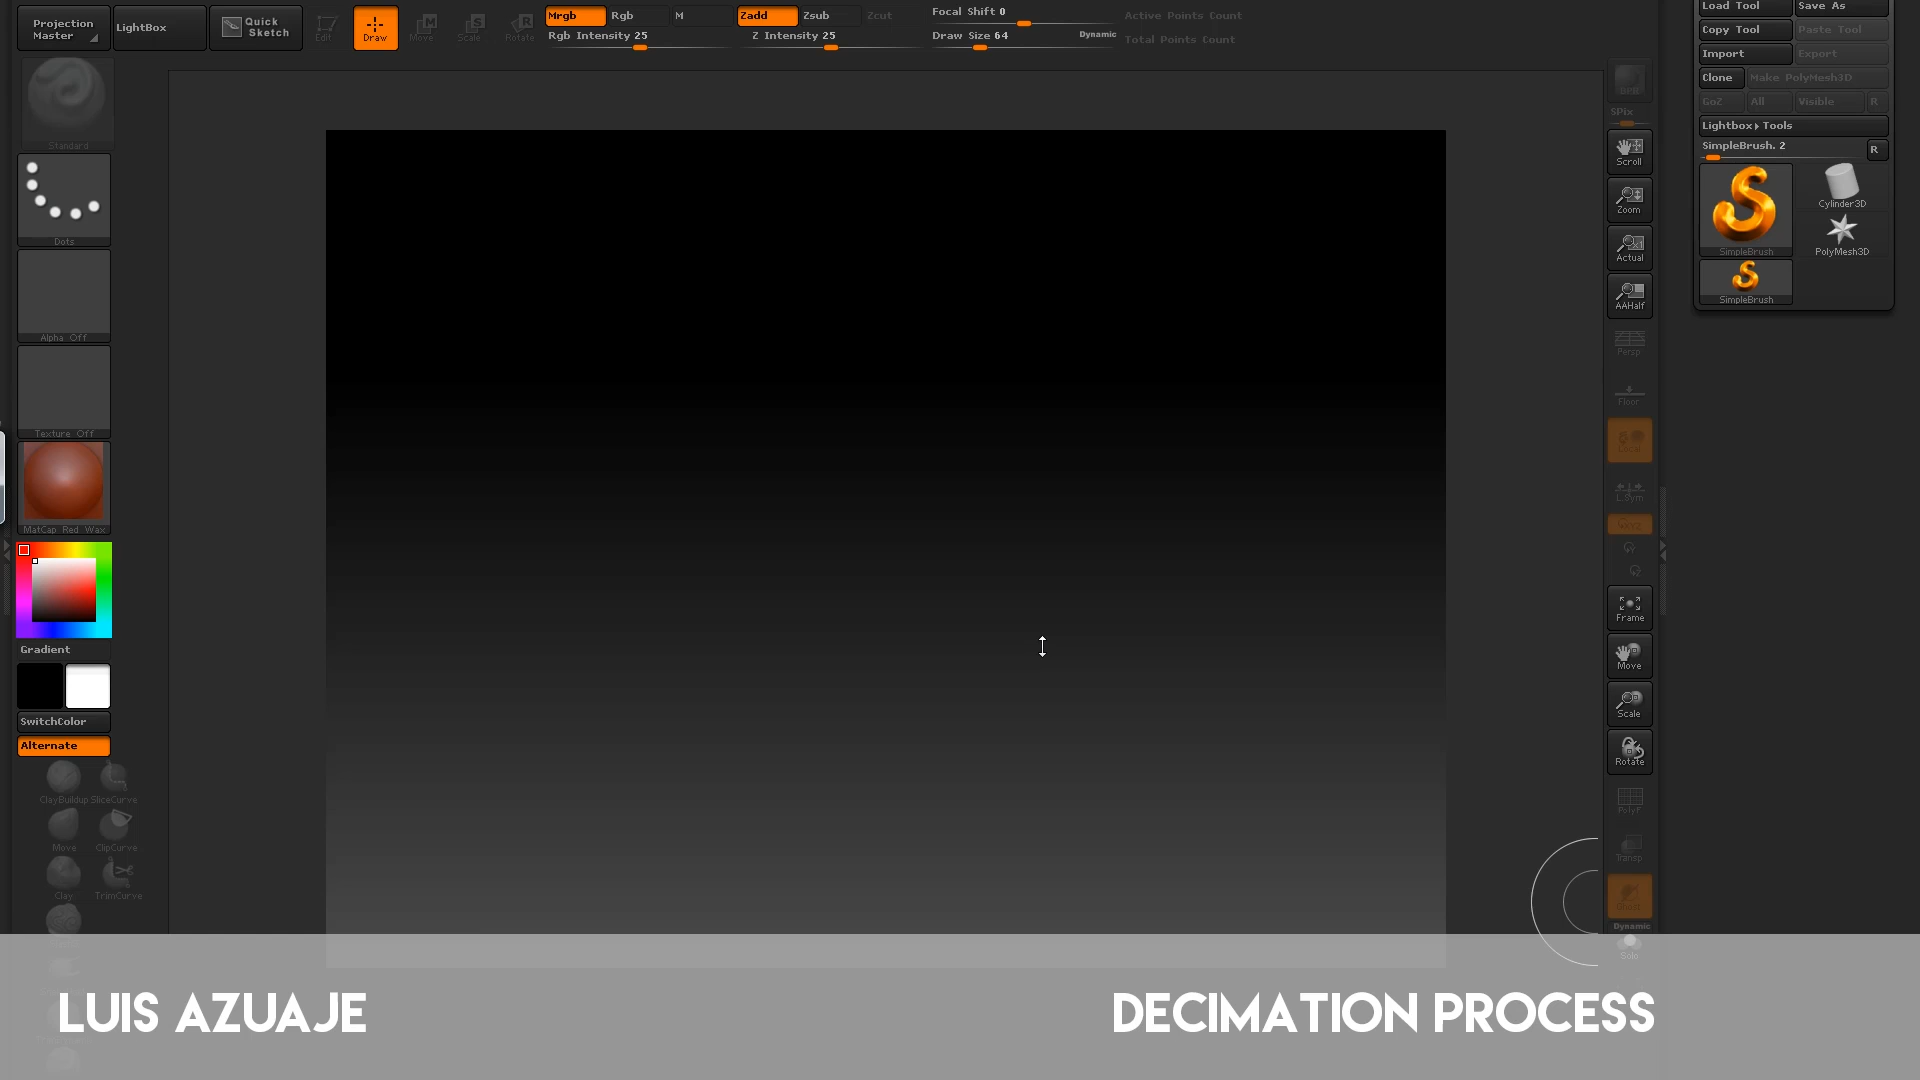 Projection Master
LightBox
Quick Sketch
Edit
Draw
Move
Scale
Rotate
Mrgb
Rgb
M
Rgb Intensity 25
Zadd
Zsub
Zcut
Z Intensity 25
Focal Shift 0
Draw Size 64
Dynamic
Active Points Count
Total Points Count
Load Tool
Save As
Copy Tool
Paste Tool
Import
Export
Clone
Make PolyMesh3D
GoZ
All
Visible
R
Lightbox▸Tools
SimpleBrush. 2
R
SimpleBrush
Cylinder3D
PolyMesh3D
SimpleBrush
Standard
Dots
Alpha Off
Texture Off
MatCap Red Wax
Gradient
SwitchColor
Alternate
ClayBuildup
SliceCurve
Move
ClipCurve
Clay
TrimCurve
BPR
SPix
Scroll
Zoom
Actual
AAHalf
Persp
Floor
Local
L.Sym
Frame
Move
Scale
Rotate
PolyF
Transp
Ghost
Dynamic
Solo
LUIS AZUAJE
DECIMATION PROCESS